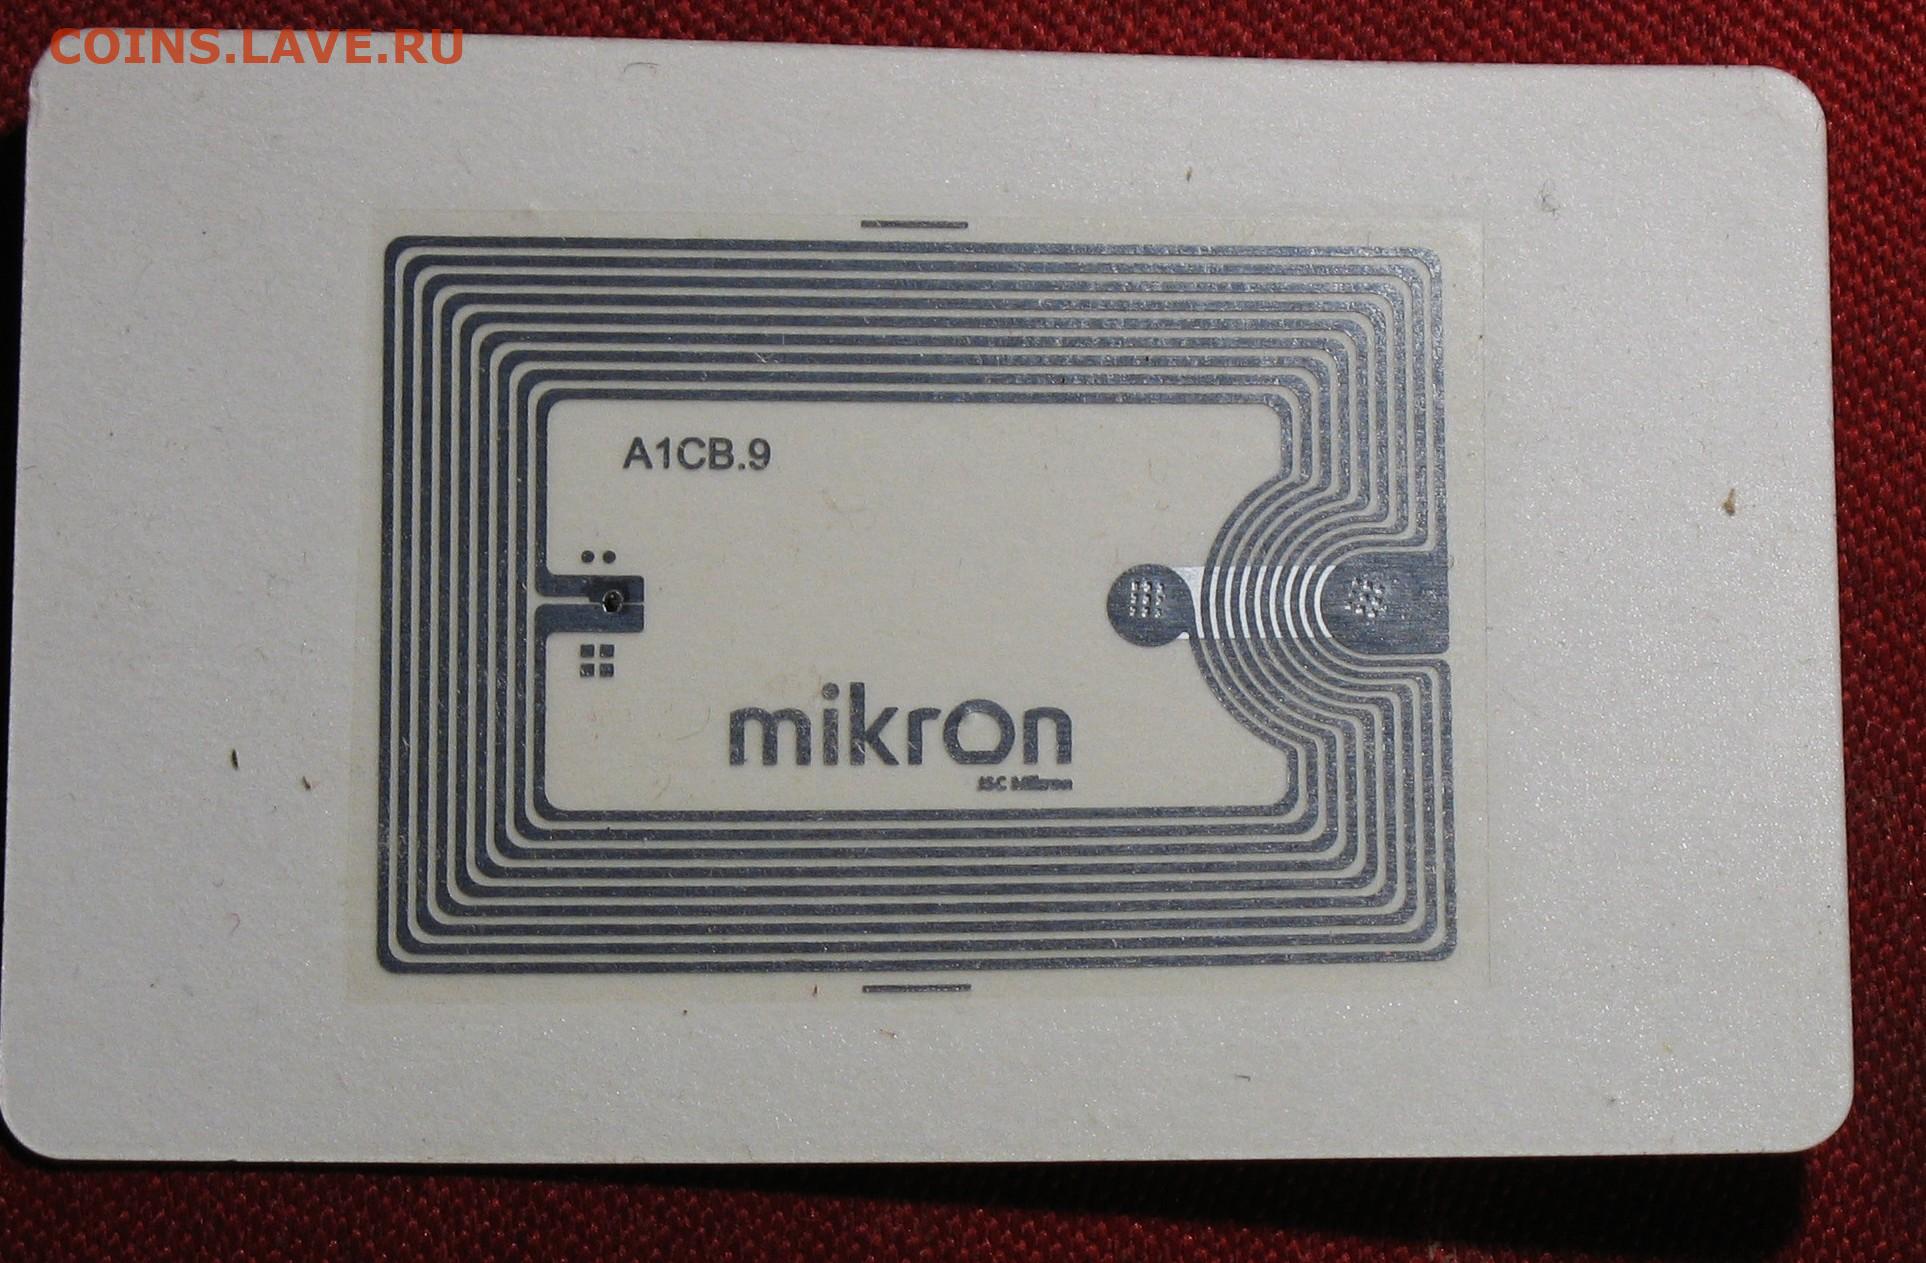 COINS.LAVE.RU
A1CB.9
mikron
JSC Mikron